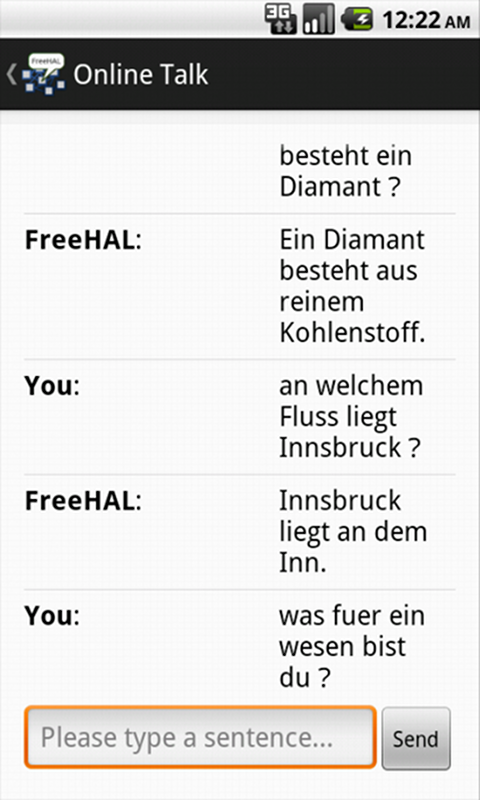 3G 12:22 AM
FreeHAL Online Talk
besteht ein
Diamant ?
FreeHAL: Ein Diamant
besteht aus
reinem
Kohlenstoff.
You: an welchem
Fluss liegt
Innsbruck ?
FreeHAL: Innsbruck
liegt an dem
Inn.
You: was fuer ein
wesen bist
du ?
Please type a sentence... Send